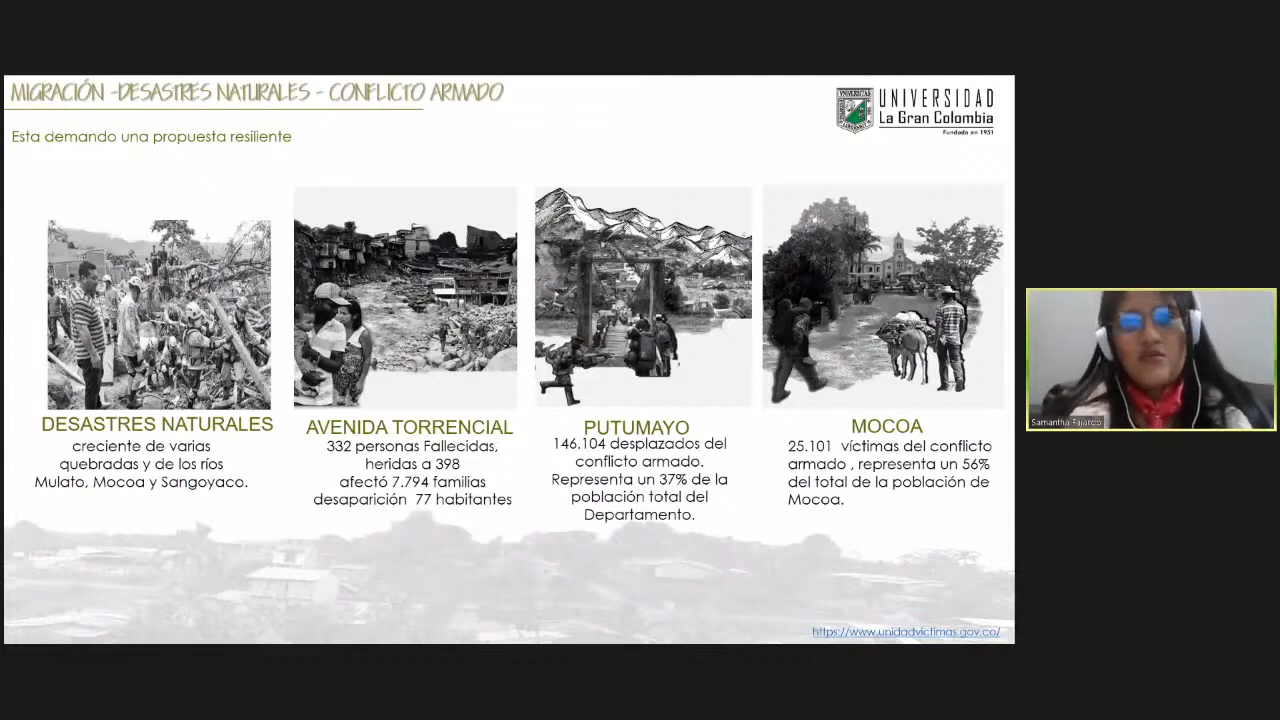 MIGRACIÓN -DESASTRES NATURALES - CONFLICTO ARMADO
Esta demando una propuesta resiliente
UNIVERSIDAD
La Gran Colombia
Fundada en 1951
DESASTRES NATURALES
creciente de varias
quebradas y de los ríos
Mulato, Mocoa y Sangoyaco.
AVENIDA TORRENCIAL
332 personas Fallecidas,
heridas a 398
afectó 7.794 familias
desaparición 77 habitantes
PUTUMAYO
146.104 desplazados del
conflicto armado.
Representa un 37% de la
población total del
Departamento.
MOCOA
25.101 víctimas del conflicto
armado , representa un 56%
del total de la población de
Mocoa.
https://www.unidadvictimas.gov.co/
Samantha Fajardo